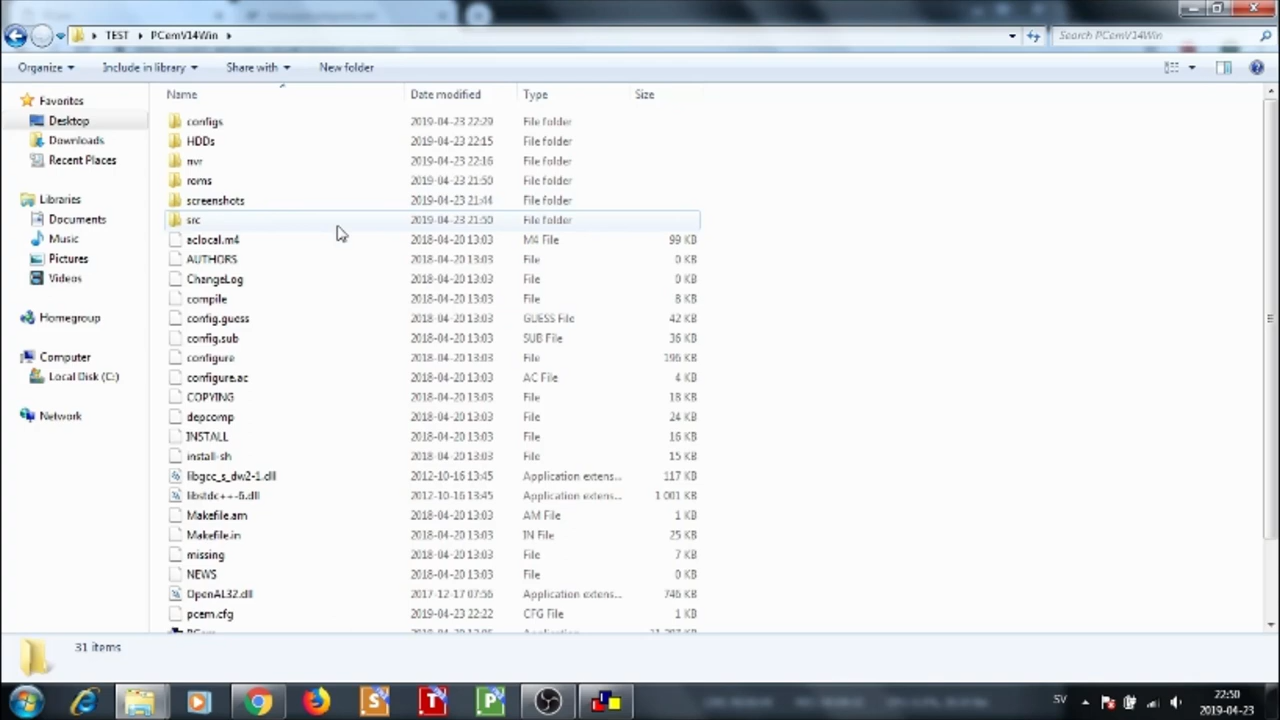 TEST PCemV14Win Search PCemV14Win
Organize Include in library Share with New folder
Name Date modified Type Size
Favorites
Desktop
Downloads
Recent Places
Libraries
Documents
Music
Pictures
Videos
Homegroup
Computer
Local Disk (C:)
Network
configs 2019-04-23 22:29 File folder
HDDs 2019-04-23 22:15 File folder
nvr 2019-04-23 22:16 File folder
roms 2019-04-23 21:50 File folder
screenshots 2019-04-23 21:44 File folder
src 2019-04-23 21:50 File folder
aclocal.m4 2018-04-20 13:03 M4 File 99 KB
AUTHORS 2018-04-20 13:03 File 0 KB
ChangeLog 2018-04-20 13:03 File 0 KB
compile 2018-04-20 13:03 File 8 KB
config.guess 2018-04-20 13:03 GUESS File 42 KB
config.sub 2018-04-20 13:03 SUB File 36 KB
configure 2018-04-20 13:03 File 196 KB
configure.ac 2018-04-20 13:03 AC File 4 KB
COPYING 2018-04-20 13:03 File 18 KB
depcomp 2018-04-20 13:03 File 24 KB
INSTALL 2018-04-20 13:03 File 16 KB
install-sh 2018-04-20 13:03 File 15 KB
libgcc_s_dw2-1.dll 2012-10-16 13:45 Application extens... 117 KB
libstdc++-6.dll 2012-10-16 13:45 Application extens... 1 001 KB
Makefile.am 2018-04-20 13:03 AM File 1 KB
Makefile.in 2018-04-20 13:03 IN File 25 KB
missing 2018-04-20 13:03 File 7 KB
NEWS 2018-04-20 13:03 File 0 KB
OpenAL32.dll 2017-12-17 07:56 Application extens... 746 KB
pcem.cfg 2019-04-23 22:22 CFG File 1 KB
31 items
SV 22:50
2019-04-23